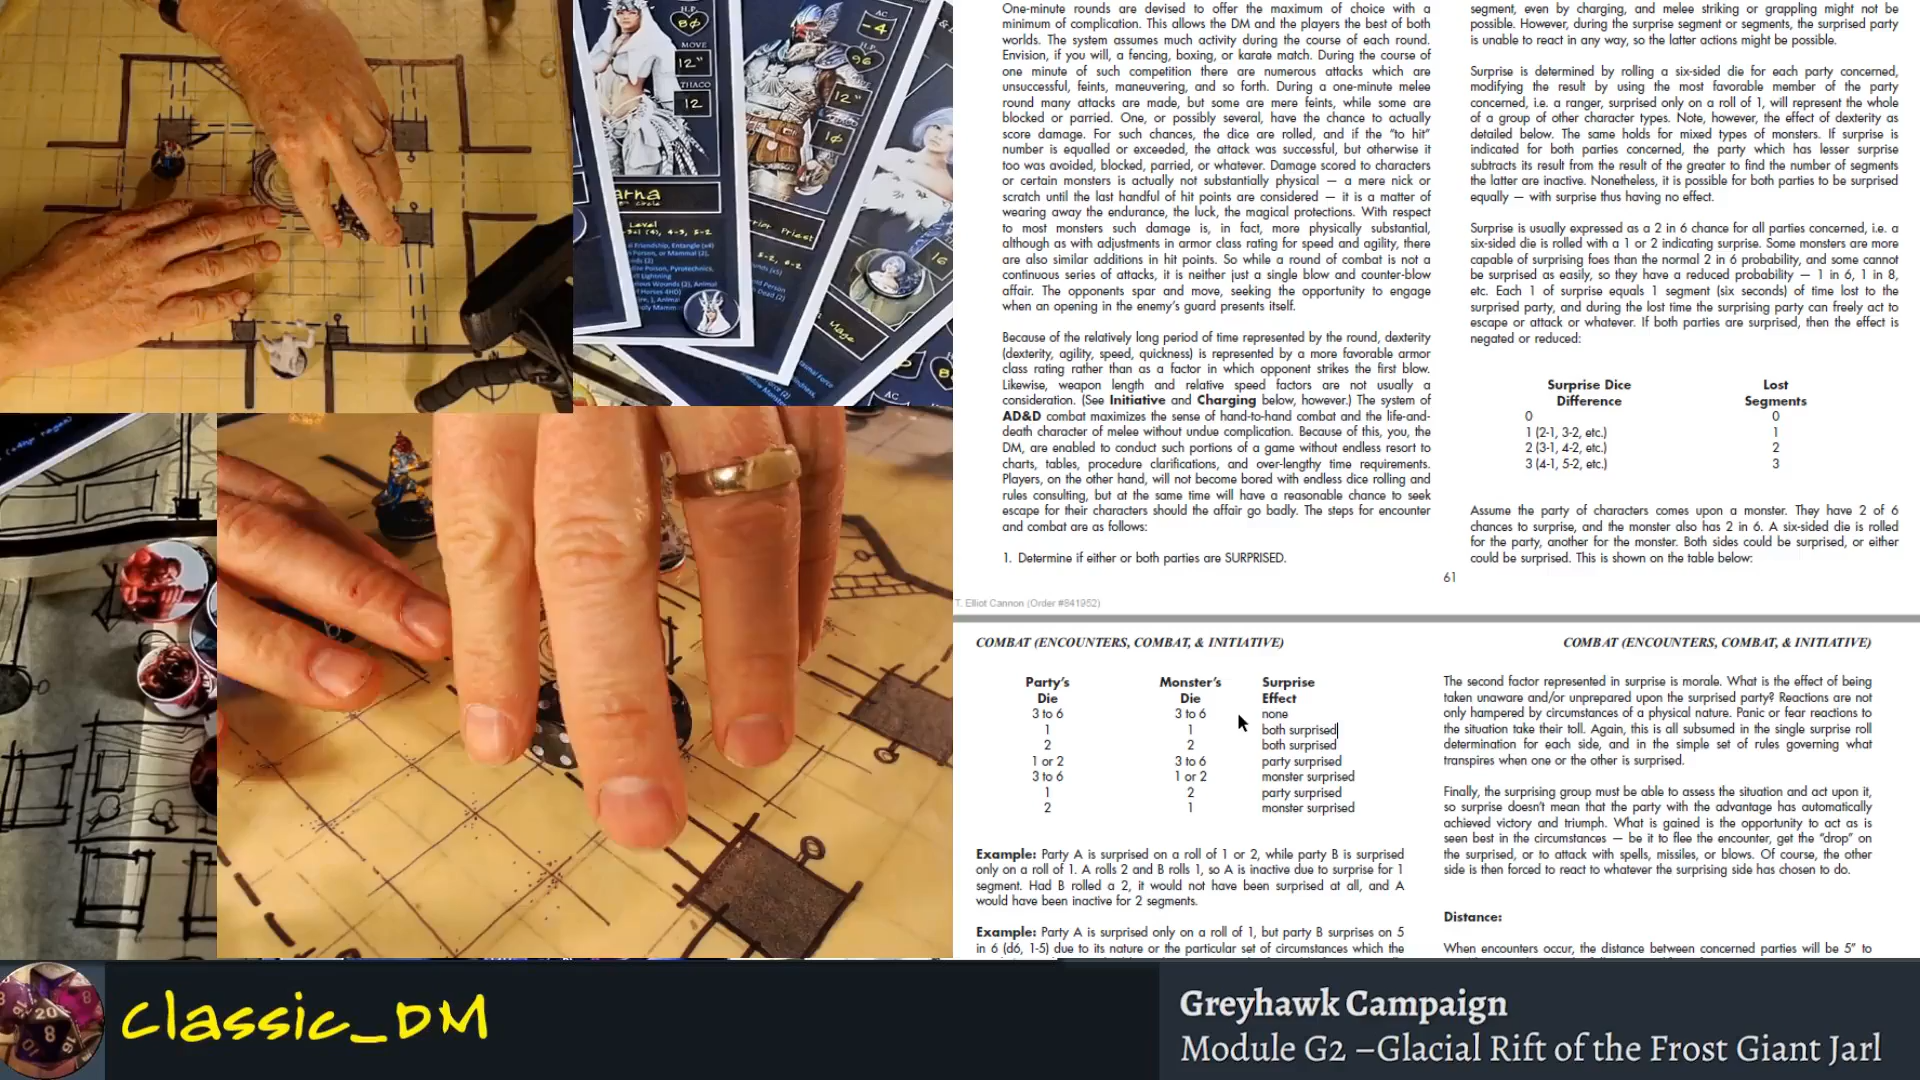 H.P.
80
MOVE
12"
THACO
12
AC
-4
H.P.
96
12"
10
arna
Level
16
One-minute rounds are devised to offer the maximum of choice with a
minimum of complication. This allows the DM and the players the best of both
worlds. The system assumes much activity during the course of each round.
Envision, if you will, a fencing, boxing, or karate match. During the course of
one minute of such competition there are numerous attacks which are
unsuccessful, feints, maneuvering, and so forth. During a one-minute melee
round many attacks are made, but some are mere feints, while some are
blocked or parried. One, or possibly several, have the chance to actually
score damage. For such chances, the dice are rolled, and if the "to hit"
number is equalled or exceeded, the attack was successful, but otherwise it
too was avoided, blocked, parried, or whatever. Damage scored to characters
or certain monsters is actually not substantially physical — a mere nick or
scratch until the last handful of hit points are considered — it is a matter of
wearing away the endurance, the luck, the magical protections. With respect
to most monsters such damage is, in fact, more physically substantial,
although as with adjustments in armor class rating for speed and agility, there
are also similar additions in hit points. So while a round of combat is not a
continuous series of attacks, it is neither just a single blow and counter-blow
affair. The opponents spar and move, seeking the opportunity to engage
when an opening in the enemy's guard presents itself.
Because of the relatively long period of time represented by the round, dexterity
(dexterity, agility, speed, quickness) is represented by a more favorable armor
class rating rather than as a factor in which opponent strikes the first blow.
Likewise, weapon length and relative speed factors are not usually a
consideration. (See Initiative and Charging below, however.) The system of
AD&D combat maximizes the sense of hand-to-hand combat and the life-and-
death character of melee without undue complication. Because of this, you, the
DM, are enabled to conduct such portions of a game without endless resort to
charts, tables, procedure clarifications, and over-lengthy time requirements.
Players, on the other hand, will not become bored with endless dice rolling and
rules consulting, but at the same time will have a reasonable chance to seek
escape for their characters should the affair go badly. The steps for encounter
and combat are as follows:
1. Determine if either or both parties are SURPRISED.
segment, even by charging, and melee striking or grappling might not be
possible. However, during the surprise segment or segments, the surprised party
is unable to react in any way, so the latter actions might be possible.
Surprise is determined by rolling a six-sided die for each party concerned,
modifying the result by using the most favorable member of the party
concerned, i.e. a ranger, surprised only on a roll of 1, will represent the whole
of a group of other character types. Note, however, the effect of dexterity as
detailed below. The same holds for mixed types of monsters. If surprise is
indicated for both parties concerned, the party which has lesser surprise
subtracts its result from the result of the greater to find the number of segments
the latter are inactive. Nonetheless, it is possible for both parties to be surprised
equally — with surprise thus having no effect.
Surprise is usually expressed as a 2 in 6 chance for all parties concerned, i.e. a
six-sided die is rolled with a 1 or 2 indicating surprise. Some monsters are more
capable of surprising foes than the normal 2 in 6 probability, and some cannot
be surprised as easily, so they have a reduced probability — 1 in 6, 1 in 8,
etc. Each 1 of surprise equals 1 segment (six seconds) of time lost to the
surprised party, and during the lost time the surprising party can freely act to
escape or attack or whatever. If both parties are surprised, then the effect is
negated or reduced:
Surprise Dice Lost
Difference Segments
0 0
1 (2-1, 3-2, etc.) 1
2 (3-1, 4-2, etc.) 2
3 (4-1, 5-2, etc.) 3
Assume the party of characters comes upon a monster. They have 2 of 6
chances to surprise, and the monster also has 2 in 6. A six-sided die is rolled
for the party, another for the monster. Both sides could be surprised, or either
could be surprised. This is shown on the table below:
61
T. Elliot Cannon (Order #841952)
COMBAT (ENCOUNTERS, COMBAT, & INITIATIVE)
COMBAT (ENCOUNTERS, COMBAT, & INITIATIVE)
Party's Monster's Surprise
Die Die Effect
3 to 6 3 to 6 none
1 1 both surprised
2 2 both surprised
1 or 2 3 to 6 party surprised
3 to 6 1 or 2 monster surprised
1 2 party surprised
2 1 monster surprised
Example: Party A is surprised on a roll of 1 or 2, while party B is surprised
only on a roll of 1. A rolls 2 and B rolls 1, so A is inactive due to surprise for 1
segment. Had B rolled a 2, it would not have been surprised at all, and A
would have been inactive for 2 segments.
Example: Party A is surprised only on a roll of 1, but party B surprises on 5
in 6 (d6, 1-5) due to its nature or the particular set of circumstances which the
The second factor represented in surprise is morale. What is the effect of being
taken unaware and/or unprepared upon the surprised party? Reactions are not
only hampered by circumstances of a physical nature. Panic or fear reactions to
the situation take their toll. Again, this is all subsumed in the single surprise roll
determination for each side, and in the simple set of rules governing what
transpires when one or the other is surprised.
Finally, the surprising group must be able to assess the situation and act upon it,
so surprise doesn't mean that the party with the advantage has automatically
achieved victory and triumph. What is gained is the opportunity to act as is
seen best in the circumstances — be it to flee the encounter, get the "drop" on
the surprised, or to attack with spells, missiles, or blows. Of course, the other
side is then forced to react to whatever the surprising side has chosen to do.
Distance:
When encounters occur, the distance between concerned parties will be 5" to
classic_DM
Greyhawk Campaign
Module G2 –Glacial Rift of the Frost Giant Jarl